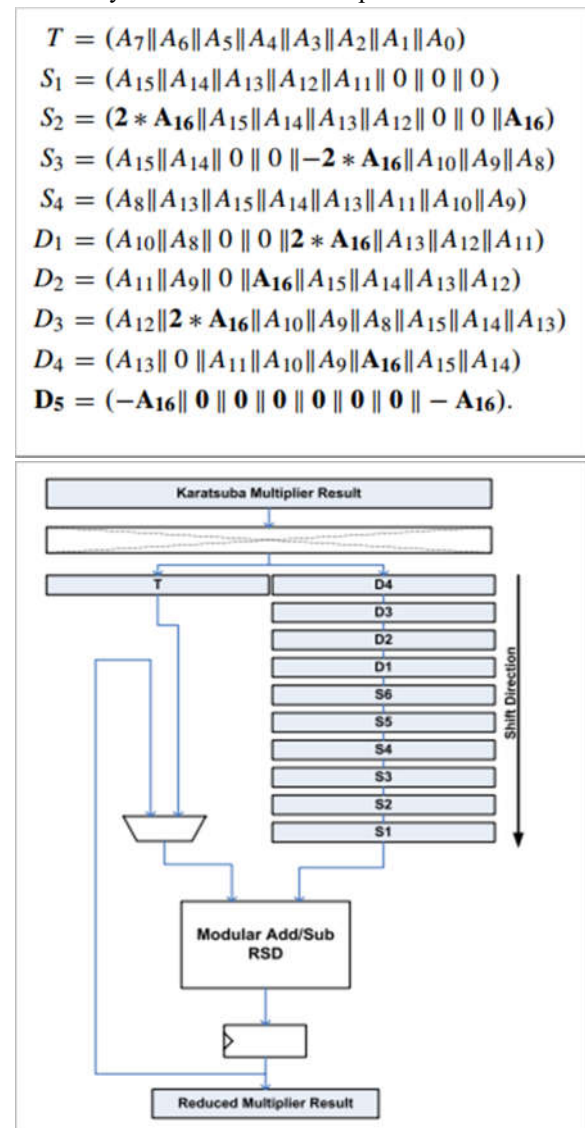 T = (A₇‖A₆‖A₅‖A₄‖A₃‖A₂‖A₁‖A₀)
S₁ = (A₁₅‖A₁₄‖A₁₃‖A₁₂‖A₁₁‖ 0 ‖ 0 ‖ 0 )
S₂ = (2 ∗ A₁₆‖A₁₅‖A₁₄‖A₁₃‖A₁₂‖ 0 ‖ 0 ‖A₁₆)
S₃ = (A₁₅‖A₁₄‖ 0 ‖ 0 ‖−2 ∗ A₁₆‖A₁₀‖A₉‖A₈)
S₄ = (A₈‖A₁₃‖A₁₅‖A₁₄‖A₁₃‖A₁₁‖A₁₀‖A₉)
D₁ = (A₁₀‖A₈‖ 0 ‖ 0 ‖2 ∗ A₁₆‖A₁₃‖A₁₂‖A₁₁)
D₂ = (A₁₁‖A₉‖ 0 ‖A₁₆‖A₁₅‖A₁₄‖A₁₃‖A₁₂)
D₃ = (A₁₂‖2 ∗ A₁₆‖A₁₀‖A₉‖A₈‖A₁₅‖A₁₄‖A₁₃)
D₄ = (A₁₃‖ 0 ‖A₁₁‖A₁₀‖A₉‖A₁₆‖A₁₅‖A₁₄)
D₅ = (−A₁₆‖ 0 ‖ 0 ‖ 0 ‖ 0 ‖ 0 ‖ 0 ‖ − A₁₆).
Karatsuba Multiplier Result
T
D4
D3
D2
D1
S6
S5
S4
S3
S2
S1
Shift Direction
Modular Add/Sub
RSD
Reduced Multiplier Result